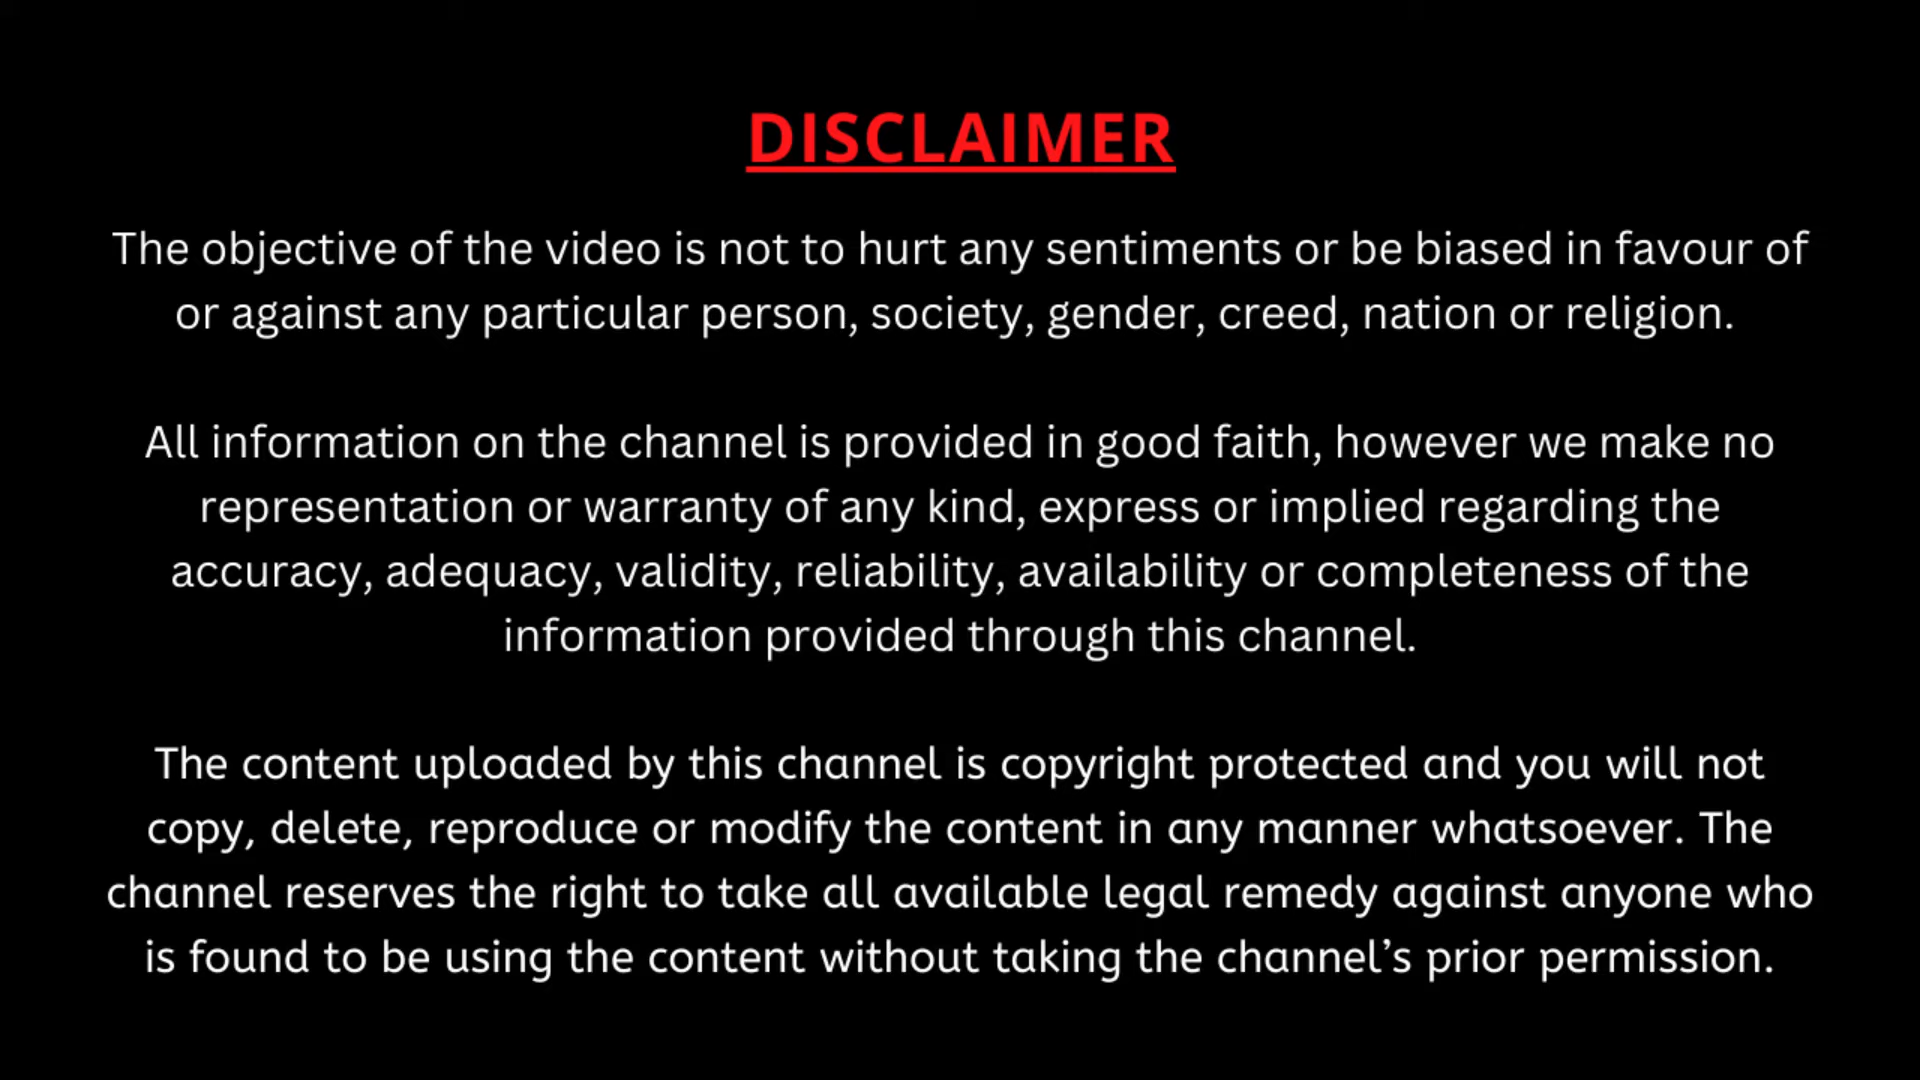 DISCLAIMER
The objective of the video is not to hurt any sentiments or be biased in favour of
or against any particular person, society, gender, creed, nation or religion.
All information on the channel is provided in good faith, however we make no
representation or warranty of any kind, express or implied regarding the
accuracy, adequacy, validity, reliability, availability or completeness of the
information provided through this channel.
The content uploaded by this channel is copyright protected and you will not
copy, delete, reproduce or modify the content in any manner whatsoever. The
channel reserves the right to take all available legal remedy against anyone who
is found to be using the content without taking the channel’s prior permission.